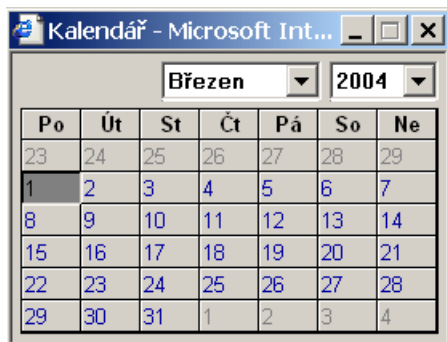 Kalendář - Microsoft Int...
Březen 2004
Po Út St Čt Pá So Ne
23 24 25 26 27 28 29
1 2 3 4 5 6 7
8 9 10 11 12 13 14
15 16 17 18 19 20 21
22 23 24 25 26 27 28
29 30 31 1 2 3 4